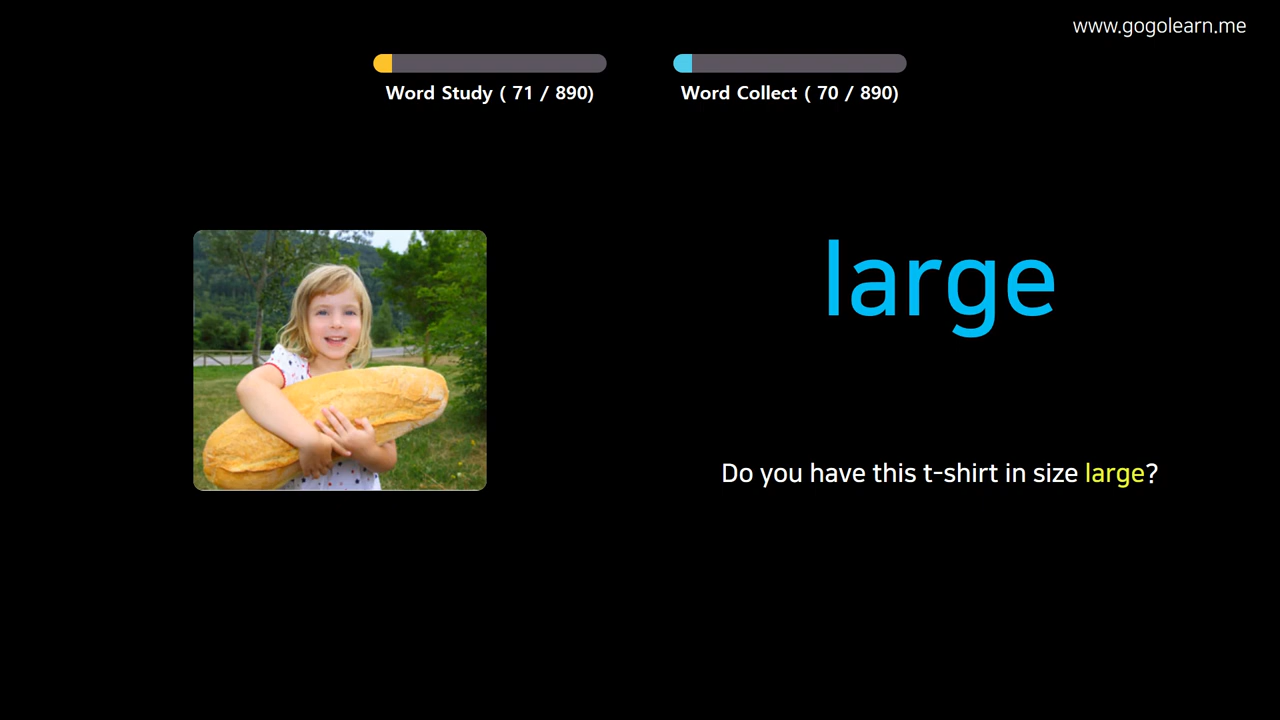 www.gogolearn.me
Word Study ( 71 / 890)
Word Collect ( 70 / 890)
large
Do you have this t-shirt in size large?